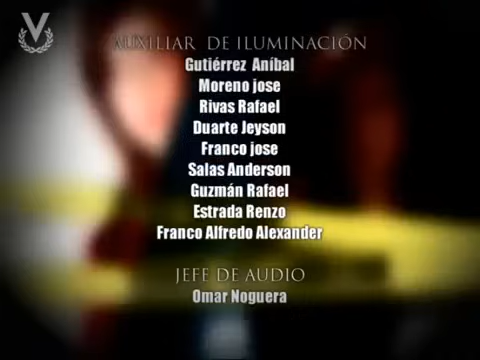 AUXILIAR DE ILUMINACIÓN
Gutiérrez Aníbal
Moreno jose
Rivas Rafael
Duarte Jeyson
Franco jose
Salas Anderson
Guzmán Rafael
Estrada Renzo
Franco Alfredo Alexander
JEFE DE AUDIO
Omar Noguera